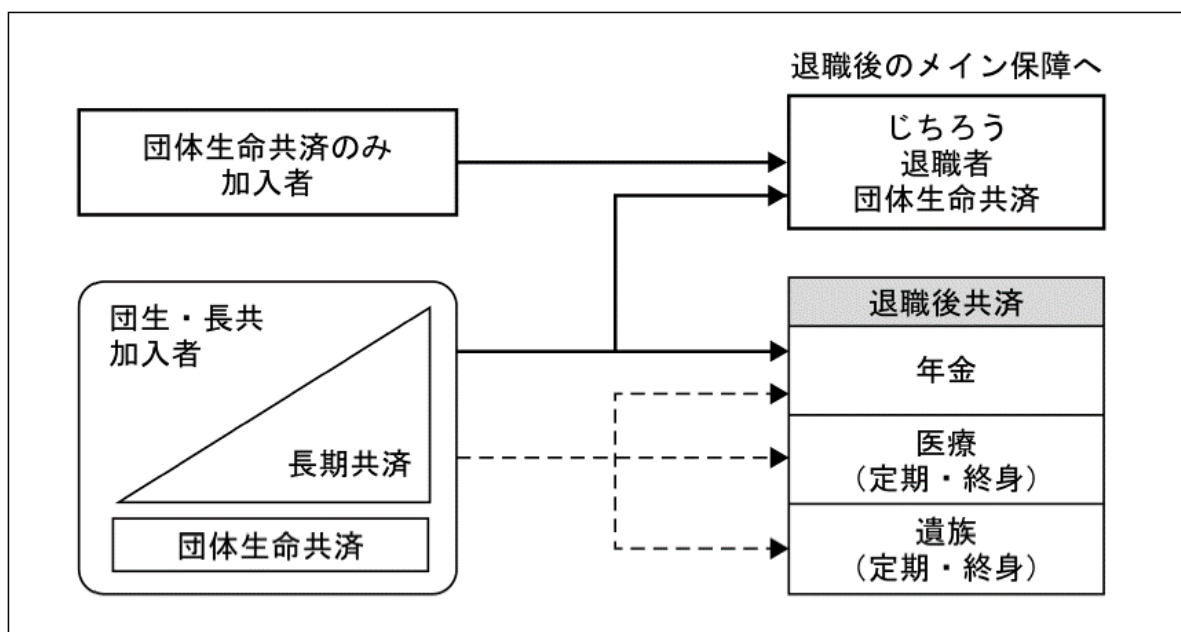 退職後のメイン保障へ
団体生命共済のみ
加入者
じちろう
退職者
団体生命共済
団生・長共
加入者
長期共済
団体生命共済
退職後共済
年金
医療
(定期・終身)
遺族
(定期・終身)